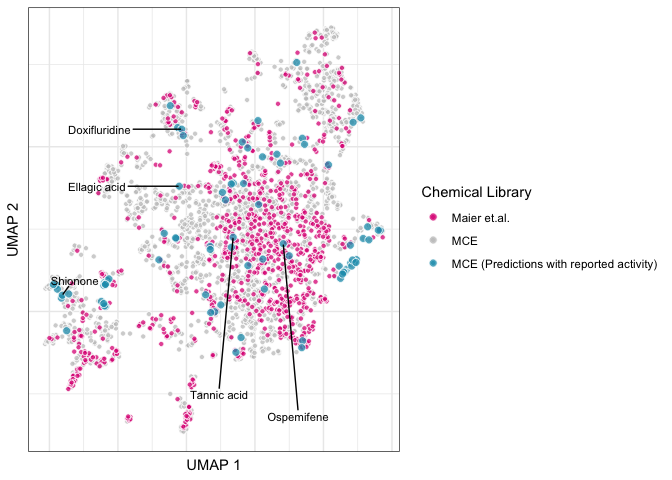 Doxifluridine
Ellagic acid
Shionone
Tannic acid
Ospemifene
UMAP 1
UMAP 2
Chemical Library
Maier et.al.
MCE
MCE (Predictions with reported activity)